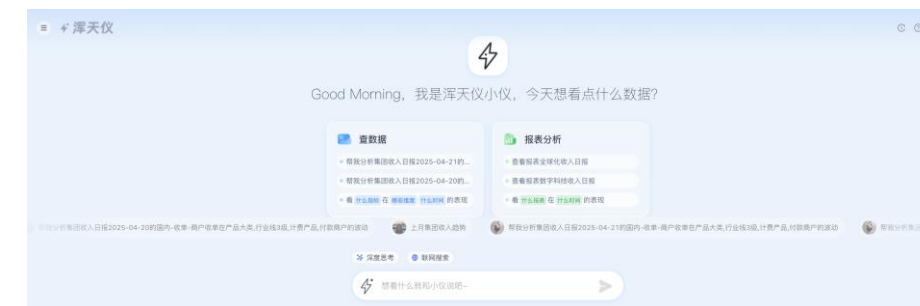 浑天仪
Good Morning, 我是浑天仪小仪, 今天想看点什么数据?
查数据
报表分析
帮我分析集团收入日报2025-04-21的...
查看报表全球化收入日报
帮我分析集团收入日报2025-04-20的...
查看报表数字科技收入日报
看 什么指标 在 哪些维度 什么时间 的表现
看 什么报表 在 什么时间 的表现
帮我分析集团收入日报2025-04-20的国内-收单-商户收单在产品大类,行业线3级,计费产品,付款商户的波动
上月集团收入趋势
帮我分析集团收入日报2025-04-21的国内-收单-商户收单在产品大类,行业线3级,计费产品,付款商户的波动
帮我分析集
深度思考
联网搜索
想看什么就和小仪说吧~